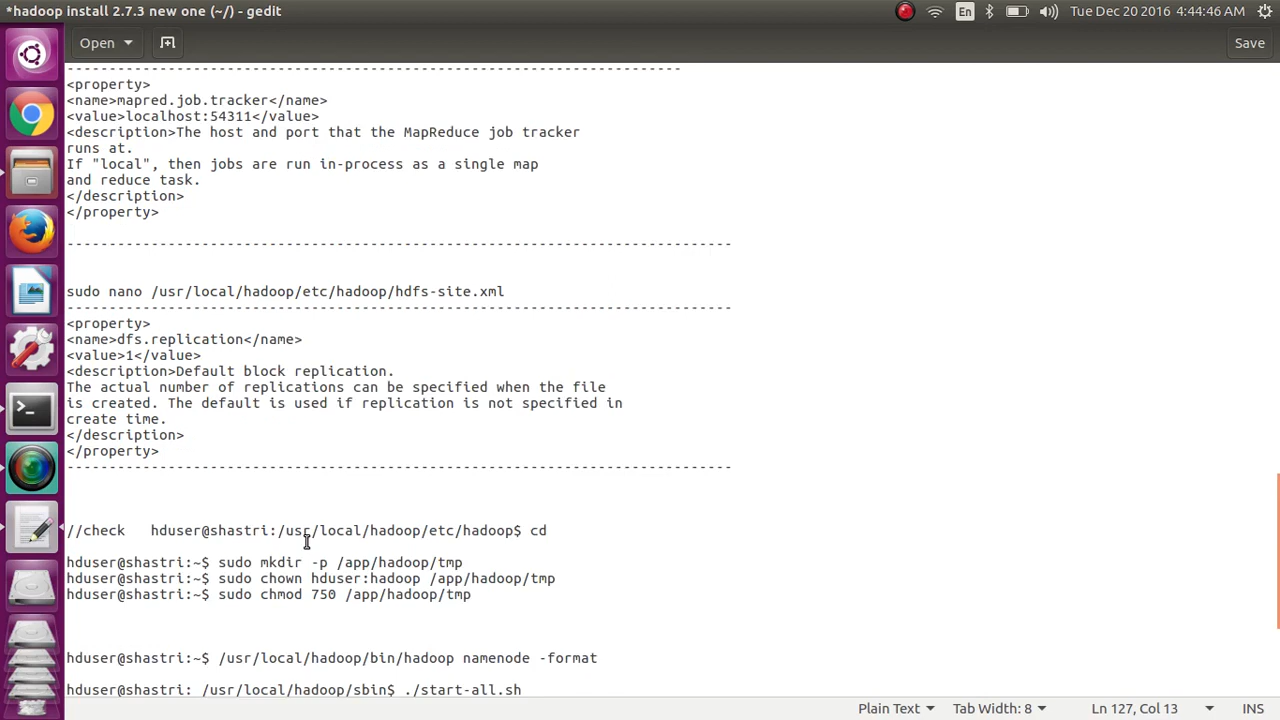 *hadoop install 2.7.3 new one (~/) - gedit
En
Tue Dec 20 2016 4:44:46 AM
Open
Save
--------------------------------------------------------------------------
<property>
<name>mapred.job.tracker</name>
<value>localhost:54311</value>
<description>The host and port that the MapReduce job tracker
runs at.
If "local", then jobs are run in-process as a single map
and reduce task.
</description>
</property>
-------------------------------------------------------------------------------
sudo nano /usr/local/hadoop/etc/hadoop/hdfs-site.xml
-----------------------------------------------------------------------------
<property>
<name>dfs.replication</name>
<value>1</value>
<description>Default block replication.
The actual number of replications can be specified when the file
is created. The default is used if replication is not specified in
create time.
</description>
</property>
-------------------------------------------------------------------------------
//check   hduser@shastri:/usr/local/hadoop/etc/hadoop$ cd
hduser@shastri:~$ sudo mkdir -p /app/hadoop/tmp
hduser@shastri:~$ sudo chown hduser:hadoop /app/hadoop/tmp
hduser@shastri:~$ sudo chmod 750 /app/hadoop/tmp
hduser@shastri:~$ /usr/local/hadoop/bin/hadoop namenode -format
hduser@shastri: /usr/local/hadoop/sbin$ ./start-all.sh
Plain Text
Tab Width: 8
Ln 127, Col 13
INS